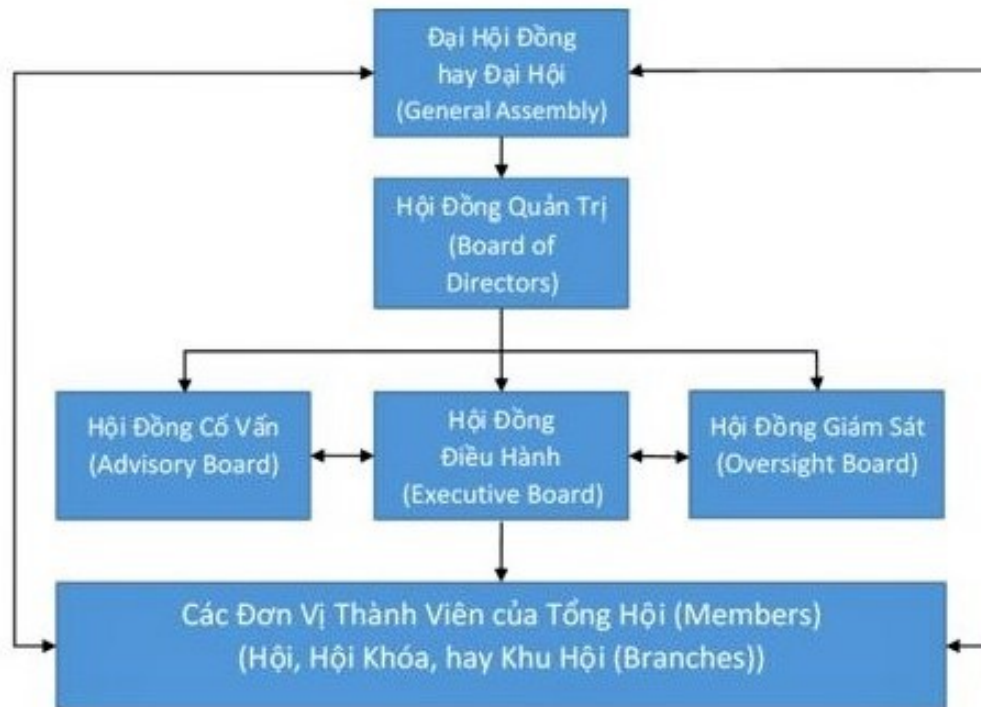 Đại Hội Đồng
hay Đại Hội
(General Assembly)
Hội Đồng Quản Trị
(Board of
Directors)
Hội Đồng Cố Vấn
(Advisory Board)
Hội Đồng
Điều Hành
(Executive Board)
Hội Đồng Giám Sát
(Oversight Board)
Các Đơn Vị Thành Viên của Tổng Hội (Members)
(Hội, Hội Khóa, hay Khu Hội (Branches))